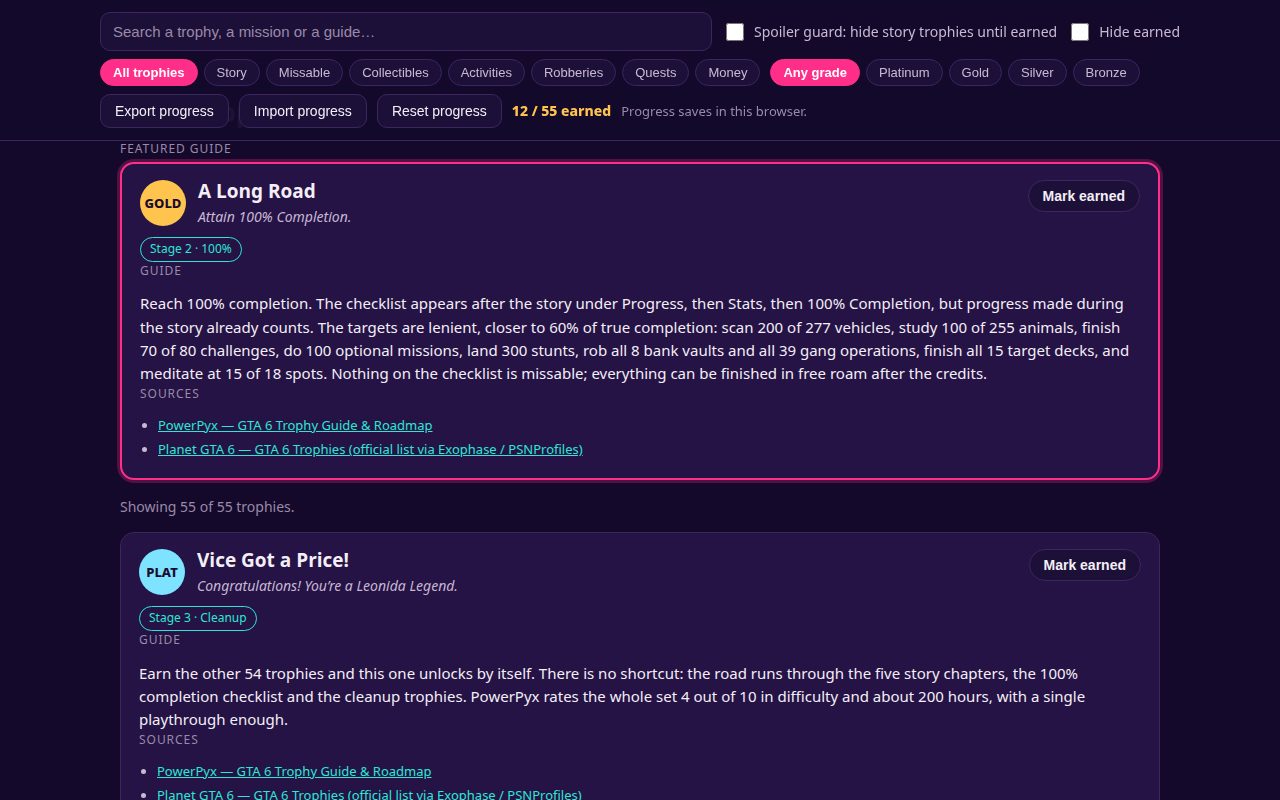 Search a trophy, a mission or a guide…
Spoiler guard: hide story trophies until earned
Hide earned
All trophies
Story
Missable
Collectibles
Activities
Robberies
Quests
Money
Any grade
Platinum
Gold
Silver
Bronze
Export progress
Import progress
Reset progress
12 / 55 earned
Progress saves in this browser.
FEATURED GUIDE
GOLD
A Long Road
Attain 100% Completion.
Mark earned
Stage 2 · 100%
GUIDE
Reach 100% completion. The checklist appears after the story under Progress, then Stats, then 100% Completion, but progress made during
the story already counts. The targets are lenient, closer to 60% of true completion: scan 200 of 277 vehicles, study 100 of 255 animals, finish
70 of 80 challenges, do 100 optional missions, land 300 stunts, rob all 8 bank vaults and all 39 gang operations, finish all 15 target decks, and
meditate at 15 of 18 spots. Nothing on the checklist is missable; everything can be finished in free roam after the credits.
SOURCES
PowerPyx — GTA 6 Trophy Guide & Roadmap
Planet GTA 6 — GTA 6 Trophies (official list via Exophase / PSNProfiles)
Showing 55 of 55 trophies.
PLAT
Vice Got a Price!
Congratulations! You’re a Leonida Legend.
Mark earned
Stage 3 · Cleanup
GUIDE
Earn the other 54 trophies and this one unlocks by itself. There is no shortcut: the road runs through the five story chapters, the 100%
completion checklist and the cleanup trophies. PowerPyx rates the whole set 4 out of 10 in difficulty and about 200 hours, with a single
playthrough enough.
SOURCES
PowerPyx — GTA 6 Trophy Guide & Roadmap
Planet GTA 6 — GTA 6 Trophies (official list via Exophase / PSNProfiles)